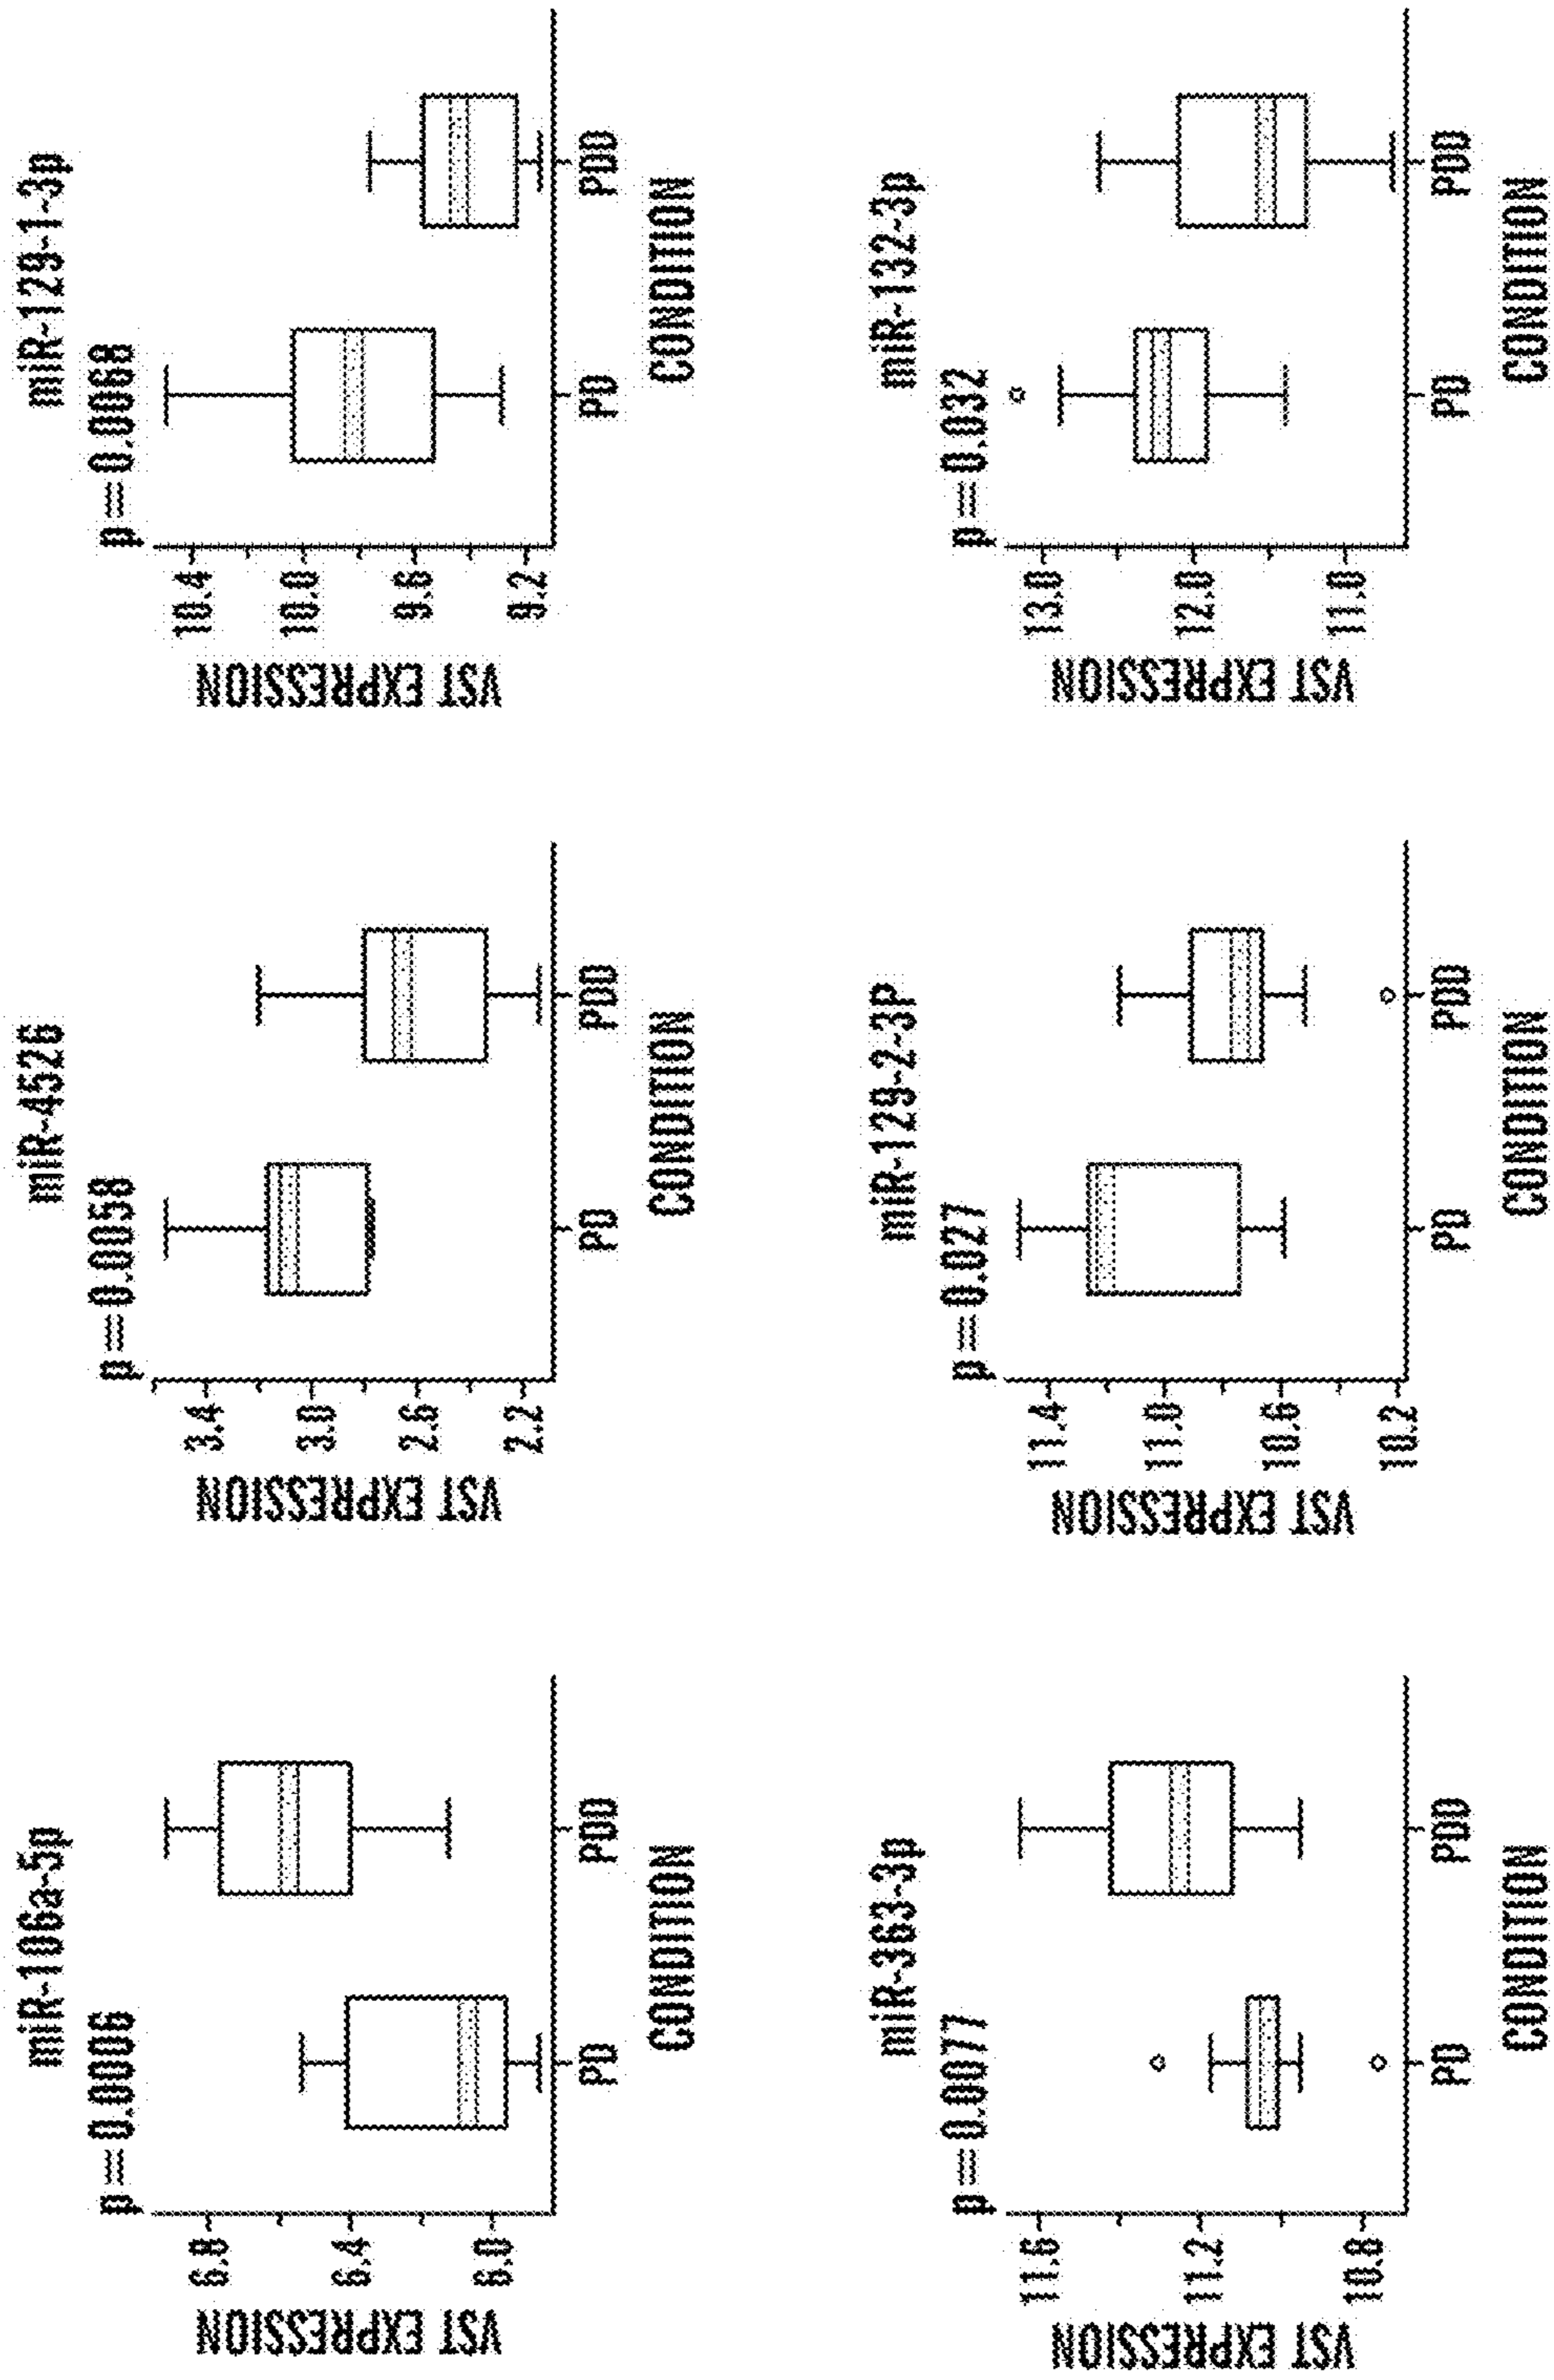 miR-106a-5p
p=0.0006
VST EXPRESSION
6.8
6.4
6.0
PD
PDD
CONDITION
miR-4526
p=0.0058
VST EXPRESSION
3.4
3.0
2.6
2.2
PD
PDD
CONDITION
miR-129-1-3p
p=0.0068
VST EXPRESSION
10.4
10.0
9.6
9.2
PD
PDD
CONDITION
miR-363-3p
p=0.0077
VST EXPRESSION
11.6
11.2
10.8
PD
PDD
CONDITION
miR-129-2-3P
p=0.027
VST EXPRESSION
11.4
11.0
10.6
10.2
PD
PDD
CONDITION
miR-132-3p
p=0.032
VST EXPRESSION
13.0
12.0
11.0
PD
PDD
CONDITION